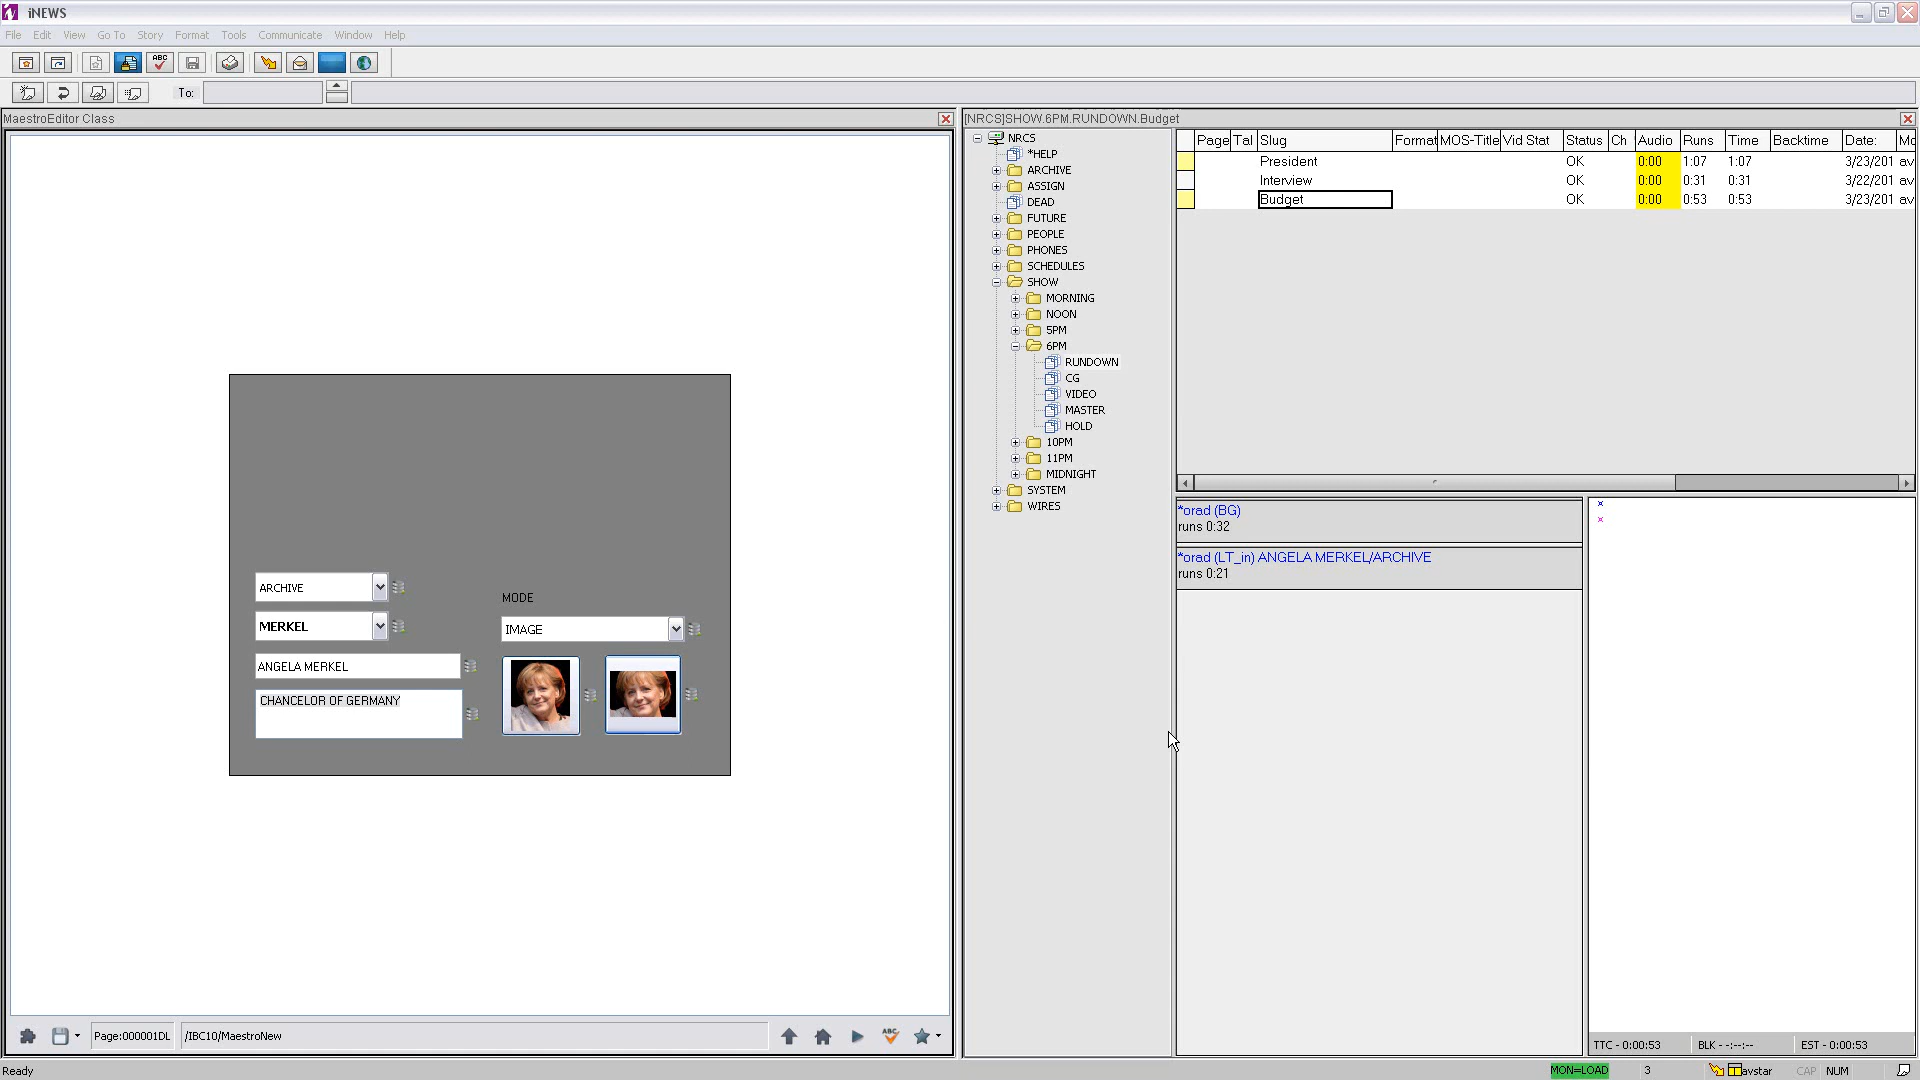 iNEWS
File Edit View Go To Story Format Tools Communicate Window Help
ABC
To:
MaestroEditor Class
[NRCS]SHOW.6PM.RUNDOWN.Budget
NRCS
*HELP
ARCHIVE
ASSIGN
DEAD
FUTURE
PEOPLE
PHONES
SCHEDULES
SHOW
MORNING
NOON
5PM
6PM
RUNDOWN
CG
VIDEO
MASTER
HOLD
10PM
11PM
MIDNIGHT
SYSTEM
WIRES
Page Tal Slug Format MOS-Title Vid Stat Status Ch Audio Runs Time Backtime Date: Mo
President OK 0:00 1:07 1:07 3/23/201 av
Interview OK 0:00 0:31 0:31 3/22/201 av
Budget OK 0:00 0:53 0:53 3/23/201 av
*orad (BG)
runs 0:32
*orad (LT_in) ANGELA MERKEL/ARCHIVE
runs 0:21
ARCHIVE
MERKEL
ANGELA MERKEL
CHANCELOR OF GERMANY
MODE
IMAGE
Page:000001DL /IBC10/MaestroNew
ABC
TTC - 0:00:53 BLK - -:--:-- EST - 0:00:53
Ready
MON=LOAD 3 avstar CAP NUM